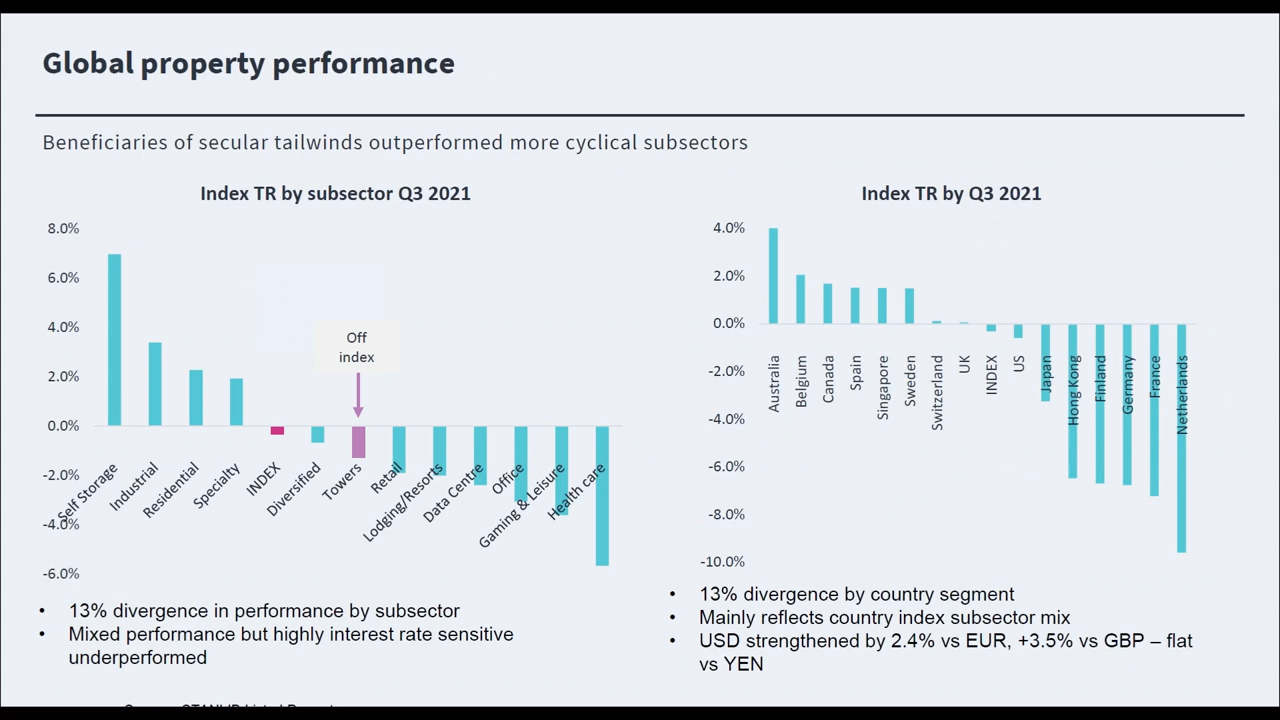 Global property performance
Beneficiaries of secular tailwinds outperformed more cyclical subsectors
Index TR by subsector Q3 2021
8.0%
6.0%
4.0%
2.0%
0.0%
-2.0%
-4.0%
-6.0%
Off
index
Self Storage
Industrial
Residential
Specialty
INDEX
Diversified
Towers
Retail
Lodging/Resorts
Data Centre
Office
Gaming & Leisure
Health care
• 13% divergence in performance by subsector
• Mixed performance but highly interest rate sensitive
underperformed
Index TR by Q3 2021
4.0%
2.0%
0.0%
-2.0%
-4.0%
-6.0%
-8.0%
-10.0%
Australia
Belgium
Canada
Spain
Singapore
Sweden
Switzerland
UK
INDEX
US
Japan
Hong Kong
Finland
Germany
France
Netherlands
• 13% divergence by country segment
• Mainly reflects country index subsector mix
• USD strengthened by 2.4% vs EUR, +3.5% vs GBP – flat
vs YEN